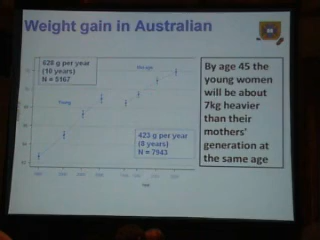 Weight gain in Australian
628 g per year
(10 years)
N = 5167
Mid-age
Young
423 g per year
(8 years)
N = 7943
By age 45 the
young women
will be about
7kg heavier
than their
mothers'
generation at
the same age